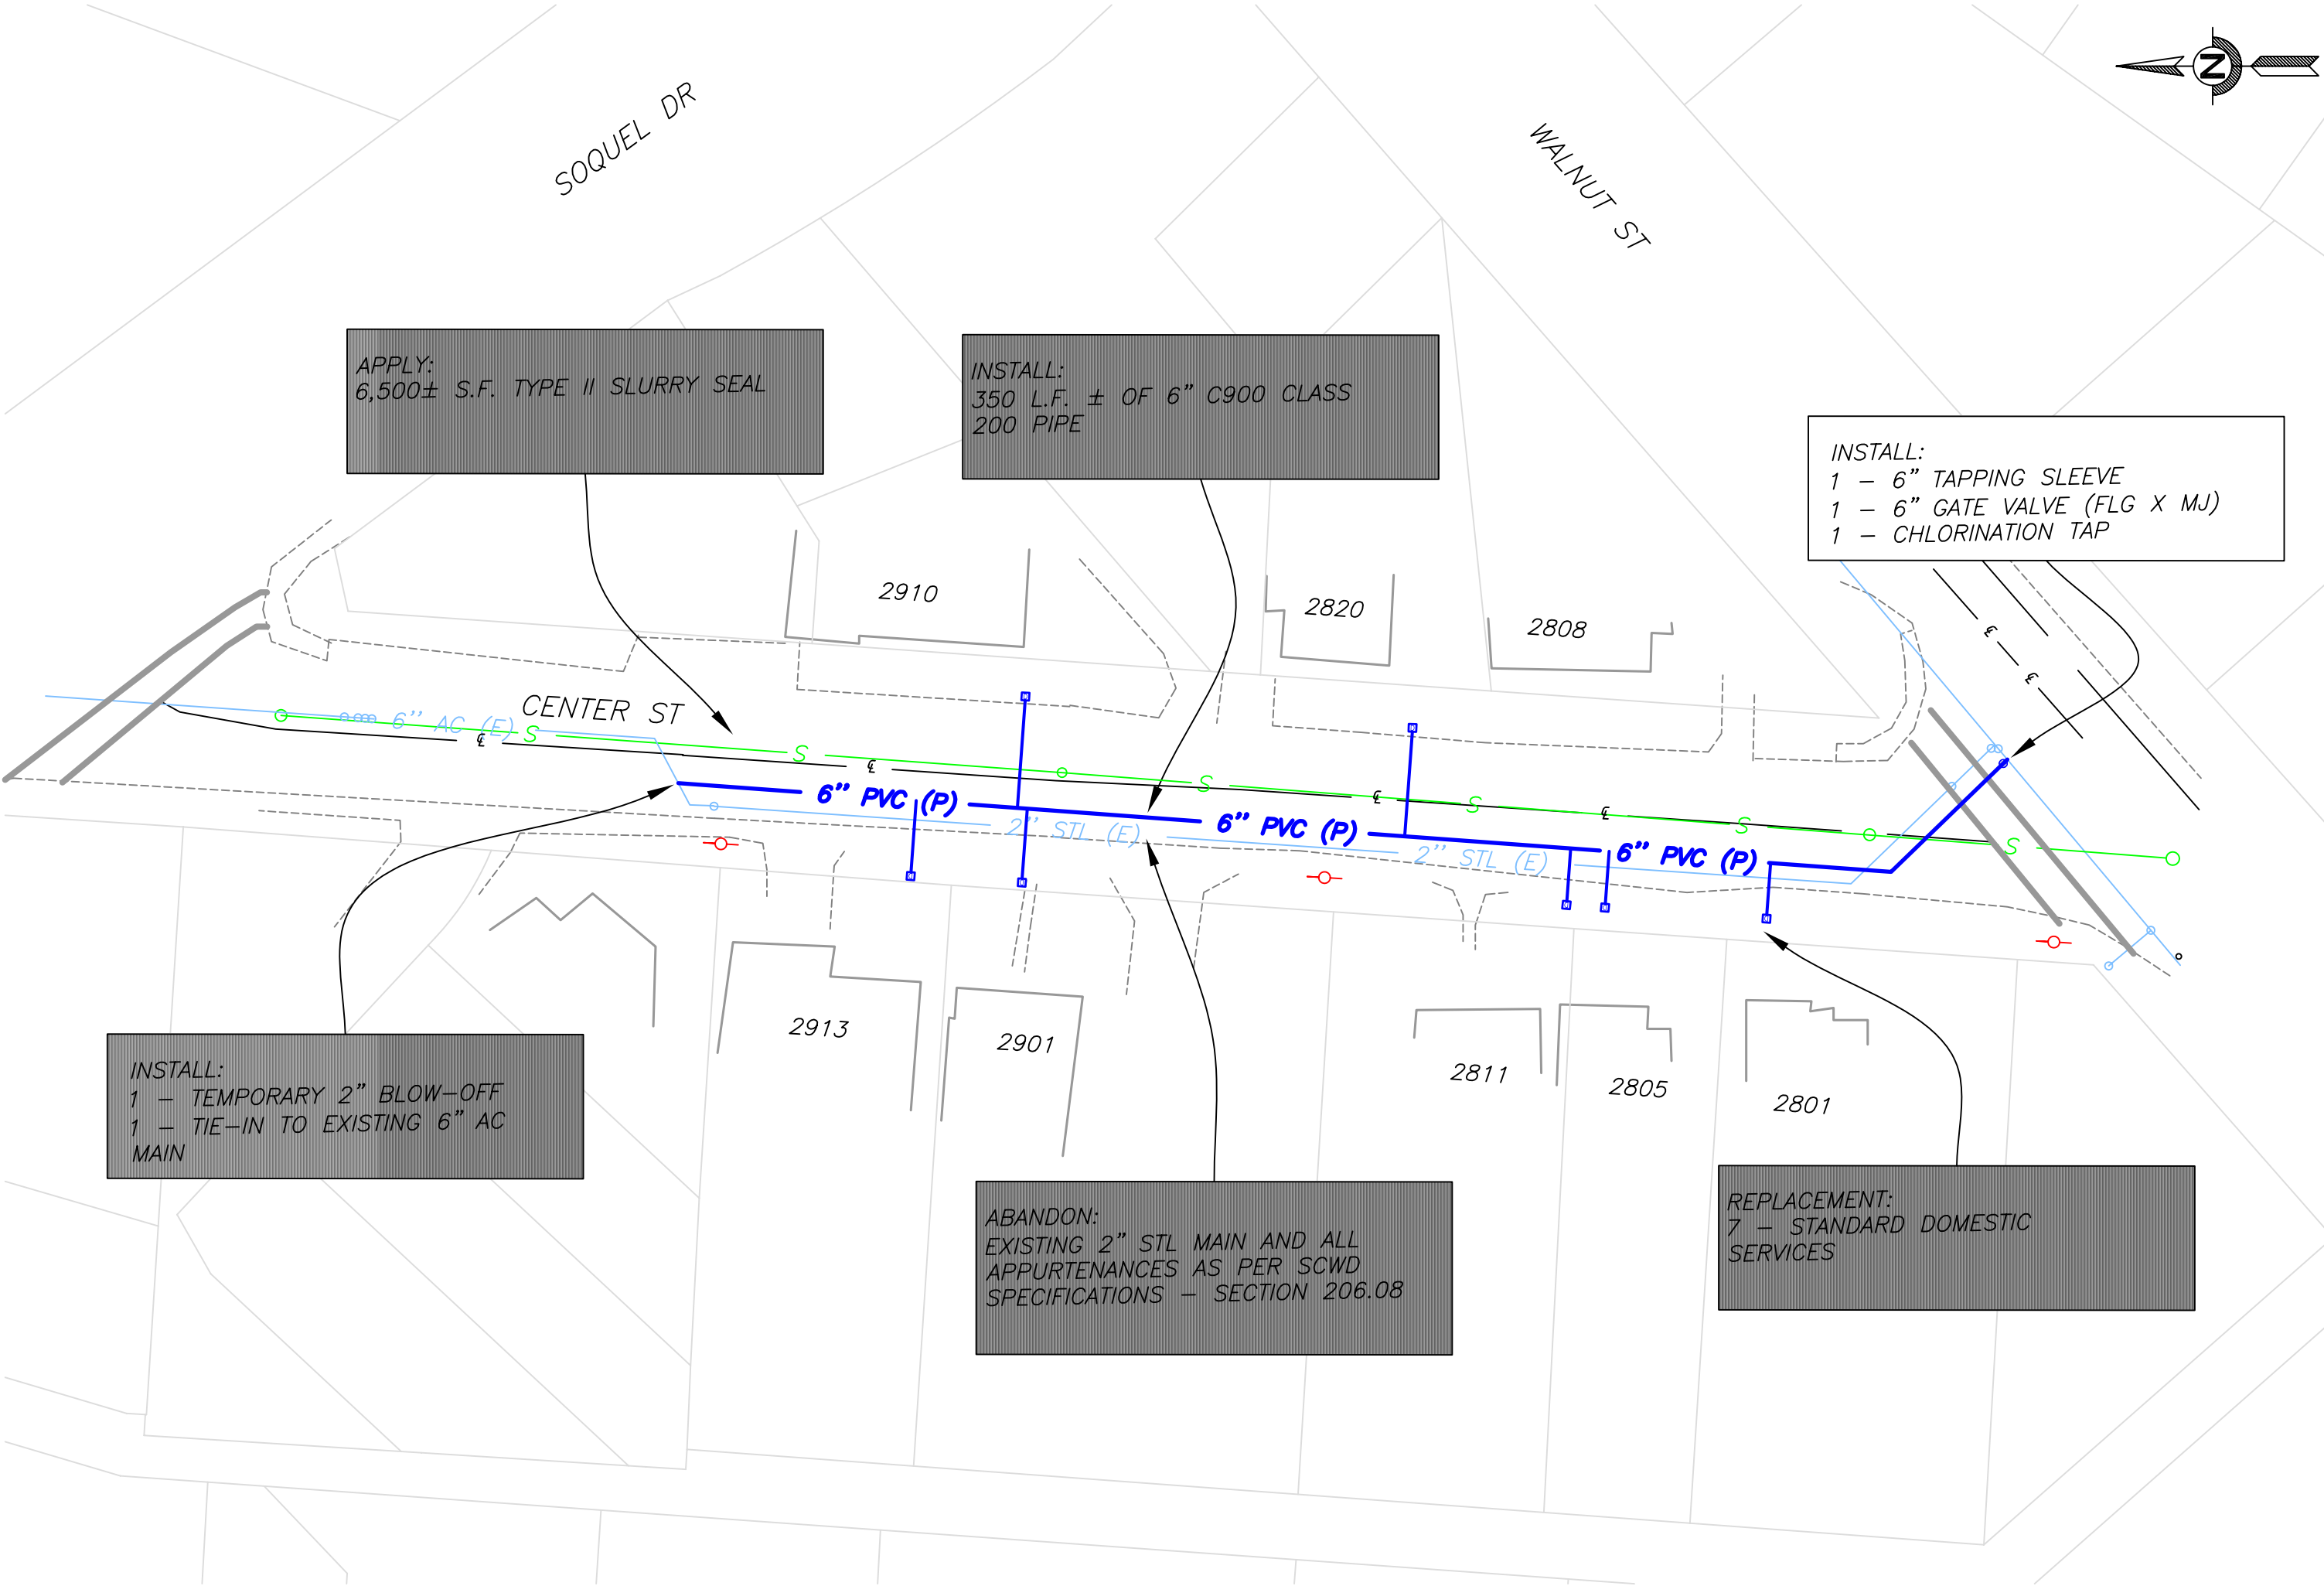 N
SOQUEL DR
WALNUT ST
APPLY:
6,500± S.F. TYPE II SLURRY SEAL
INSTALL:
350 L.F. ± OF 6" C900 CLASS
200 PIPE
INSTALL:
1 – 6" TAPPING SLEEVE
1 – 6" GATE VALVE (FLG X MJ)
1 – CHLORINATION TAP
2910
2820
2808
CENTER ST
6" AC (E)
S
S
S
S
S
S
℄
℄
℄
℄
℄
℄
6" PVC (P)
6" PVC (P)
6" PVC (P)
2" STL (E)
2" STL (E)
2913
2901
2811
2805
2801
INSTALL:
1 – TEMPORARY 2" BLOW–OFF
1 – TIE–IN TO EXISTING 6" AC
MAIN
ABANDON:
EXISTING 2" STL MAIN AND ALL
APPURTENANCES AS PER SCWD
SPECIFICATIONS – SECTION 206.08
REPLACEMENT:
7 – STANDARD DOMESTIC
SERVICES